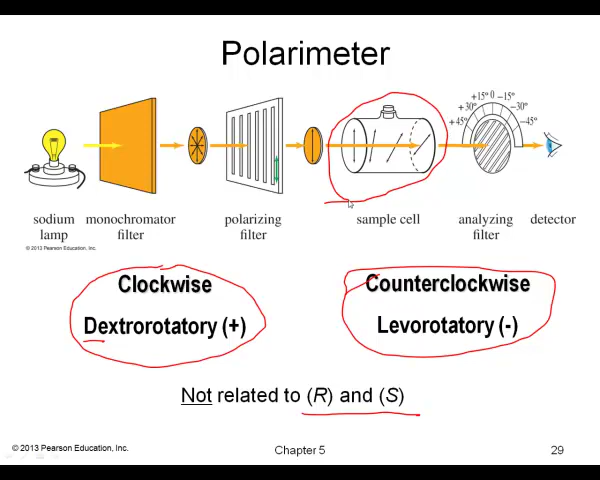 Polarimeter
+15° 0 −15°
+30° −30°
+45° −45°
sodium lamp
monochromator filter
polarizing filter
sample cell
analyzing filter
detector
© 2013 Pearson Education, Inc.
Clockwise
Dextrorotatory (+)
Counterclockwise
Levorotatory (-)
Not related to (R) and (S)
© 2013 Pearson Education, Inc.
Chapter 5
29